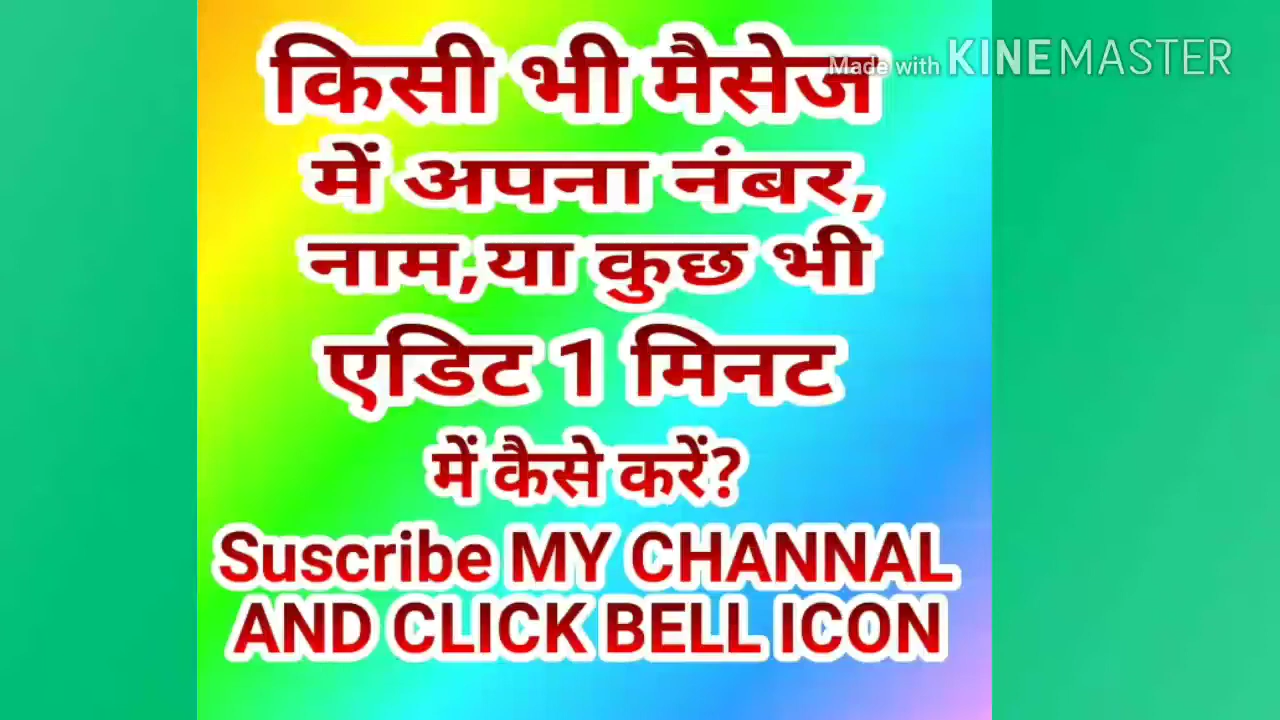 Made with KINEMASTER
किसी भी मैसेज
में अपना नंबर,
नाम,या कुछ भी
एडिट 1 मिनट
में कैसे करें?
Suscribe MY CHANNAL
AND CLICK BELL ICON